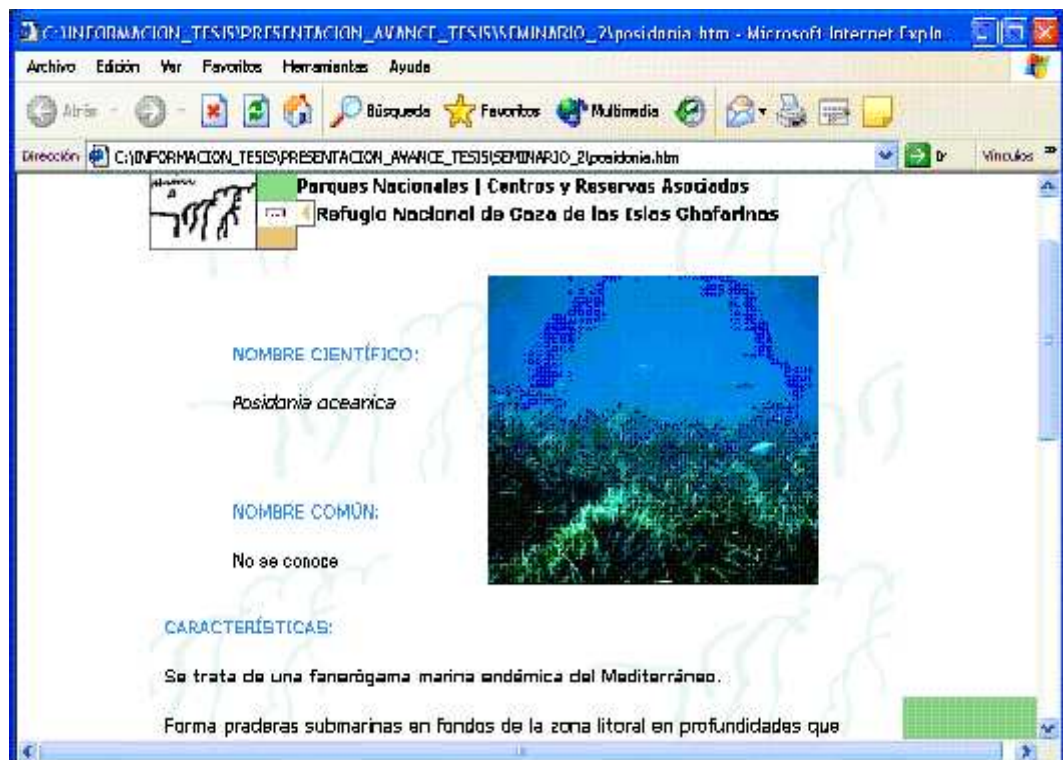 C:\INFORMACION_TESIS\PRESENTACION_AVANCE_TESIS\SEMINARIO_2\posidonia.htm - Microsoft Internet Explo
Archivo Edición Ver Favoritos Herramientas Ayuda
Atrás Búsqueda Favoritos Multimedia
Dirección C:\INFORMACION_TESIS\PRESENTACION_AVANCE_TESIS\SEMINARIO_2\posidonia.htm Ir Vínculos
Parques Nacionales | Centros y Reservas Asociados
Refugio Nacional de Caza de las Islas Chafarinas
NOMBRE CIENTÍFICO:
Posidonia oceanica
NOMBRE COMÚN:
No se conoce
CARACTERÍSTICAS:
Se trata de una fanerógama marina endémica del Mediterráneo.
Forma praderas submarinas en fondos de la zona litoral en profundidades que